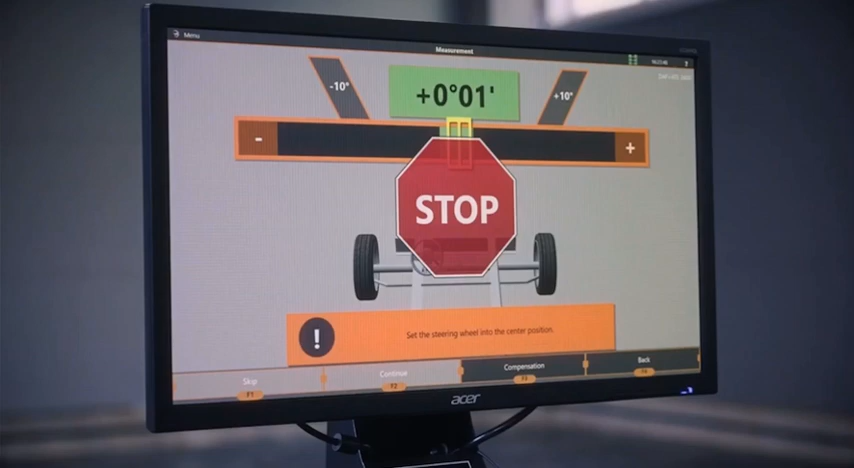 Menu
Measurement
?
-10°
+0°01'
+10°
-
+
STOP
!
Set the steering wheel into the center position.
Skip
Continue
Compensation
Back
F1
F2
F3
F4
acer